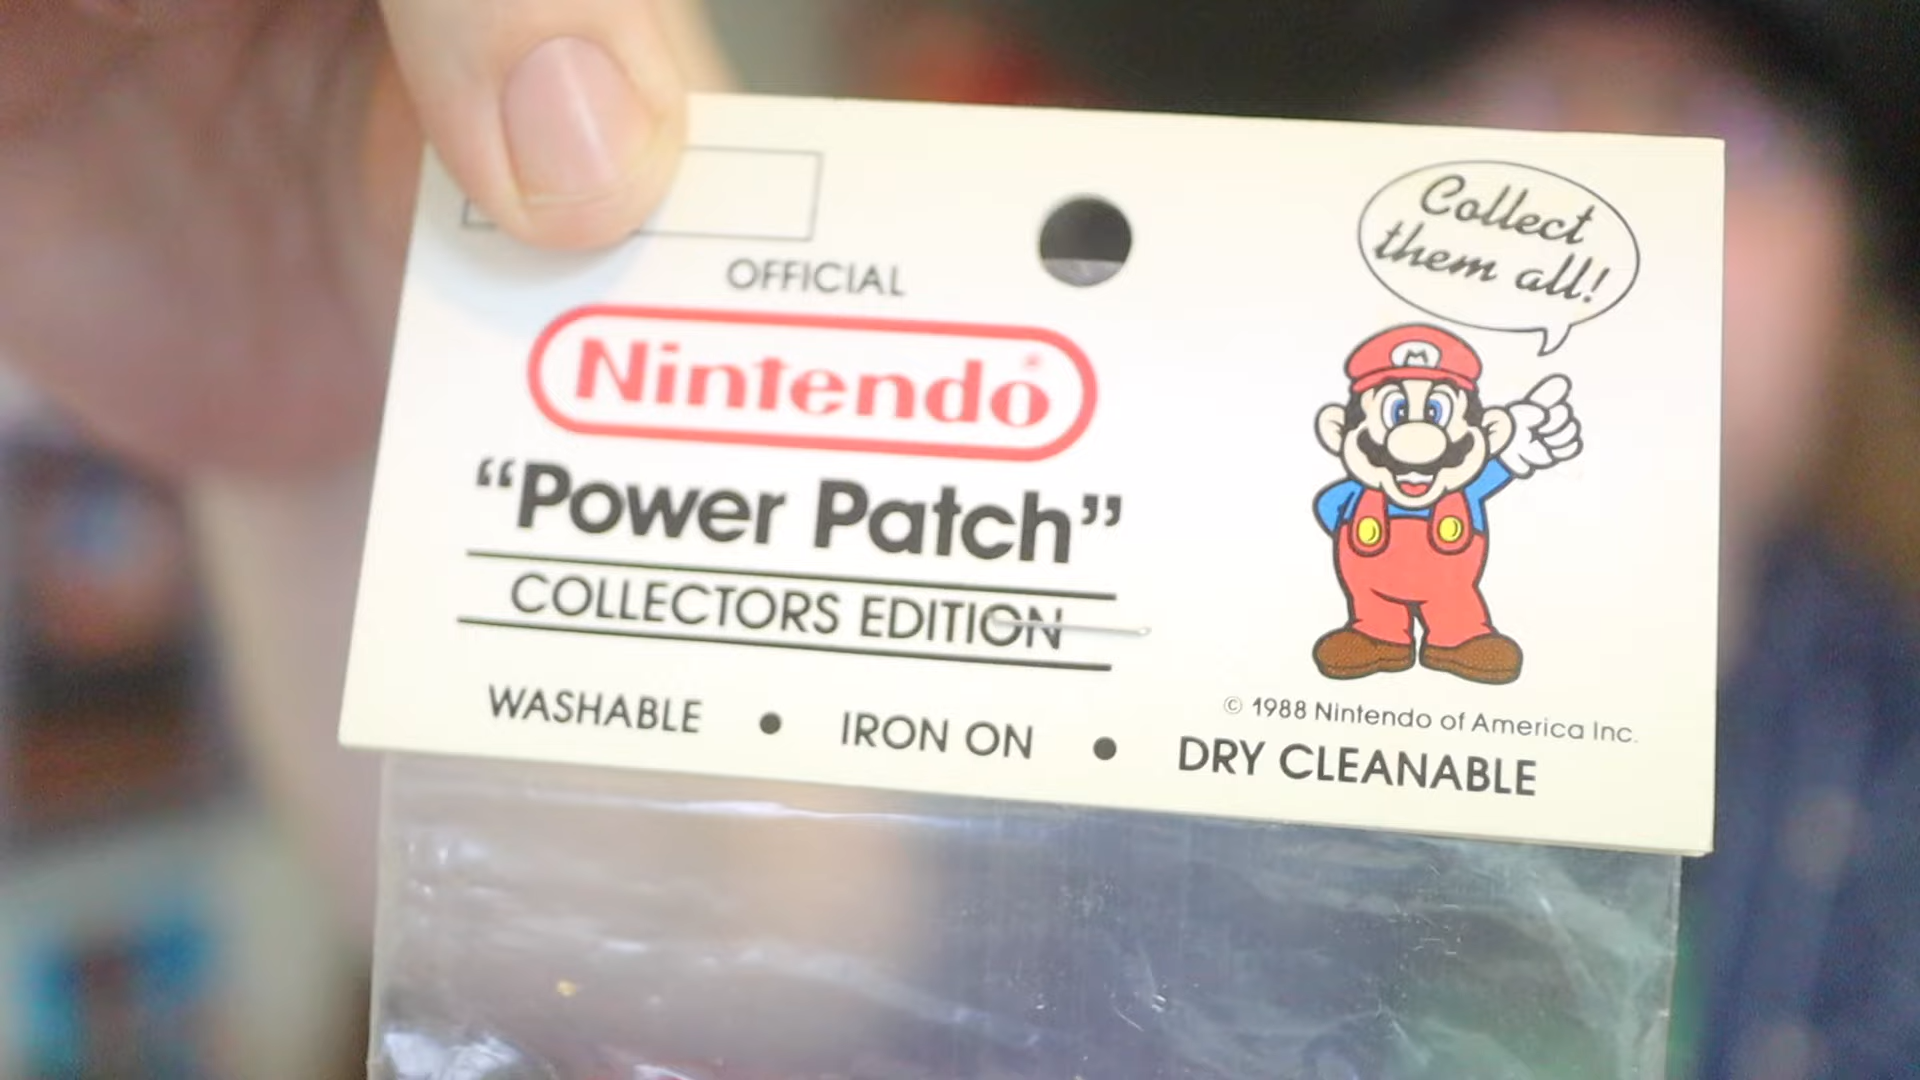 OFFICIAL
Nintendo®
“Power Patch”
COLLECTORS EDITION
WASHABLE • IRON ON • DRY CLEANABLE
Collect
them all!
M
© 1988 Nintendo of America Inc.